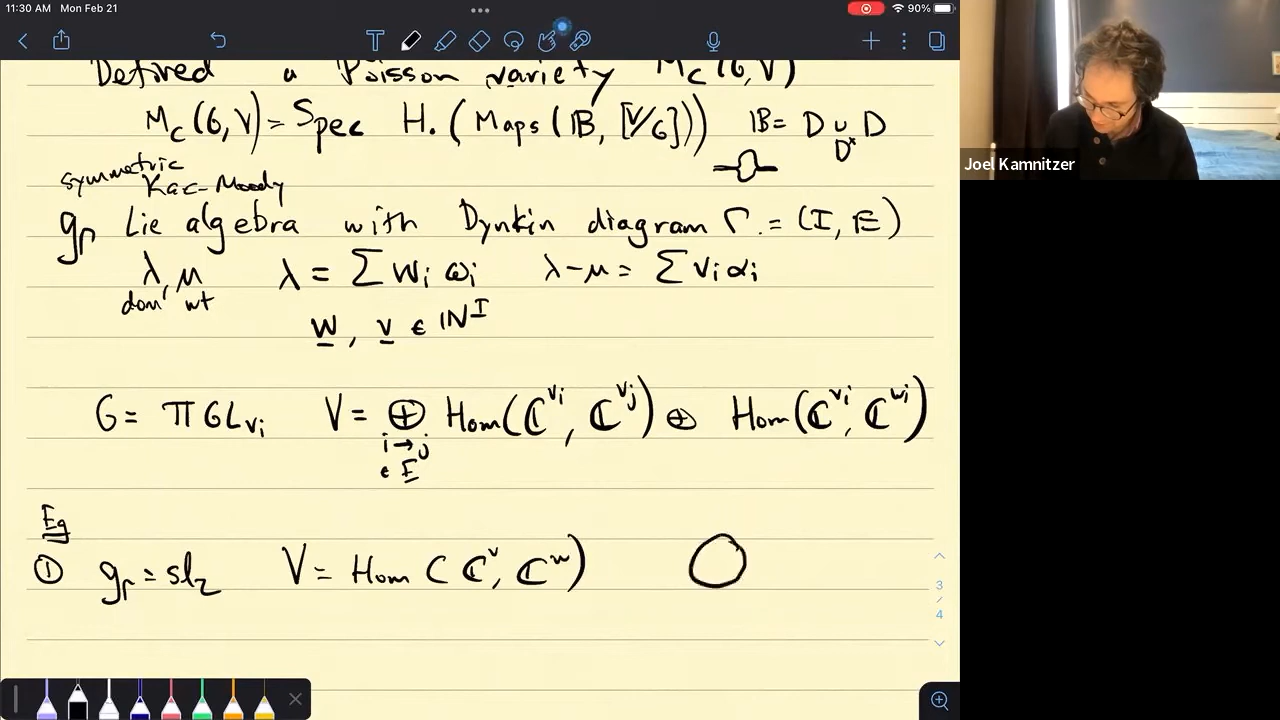 11:30 AM Mon Feb 21
90%
Defined a Poisson variety M_C(G,V)
M_C(G,V) = Spec H.(Maps(𝔹, [V/G])) 𝔹 = D ∪_{D^x} D
symmetric
Kac-Moody
g_Γ Lie algebra with Dynkin diagram Γ = (I, E)
λ, μ λ = Σ w_i ω_i λ-μ = Σ v_i α_i
dom' wt
w, v ∈ ℕ^I
G = π GL_{v_i} V = ⊕ Hom(ℂ^{v_i}, ℂ^{v_j}) ⊕ Hom(ℂ^{v_i}, ℂ^{w_i})
i → j
∈ E
Eg
① g_Γ = sl_2 V = Hom(ℂ^v, ℂ^w)
3
/
4
Joel Kamnitzer